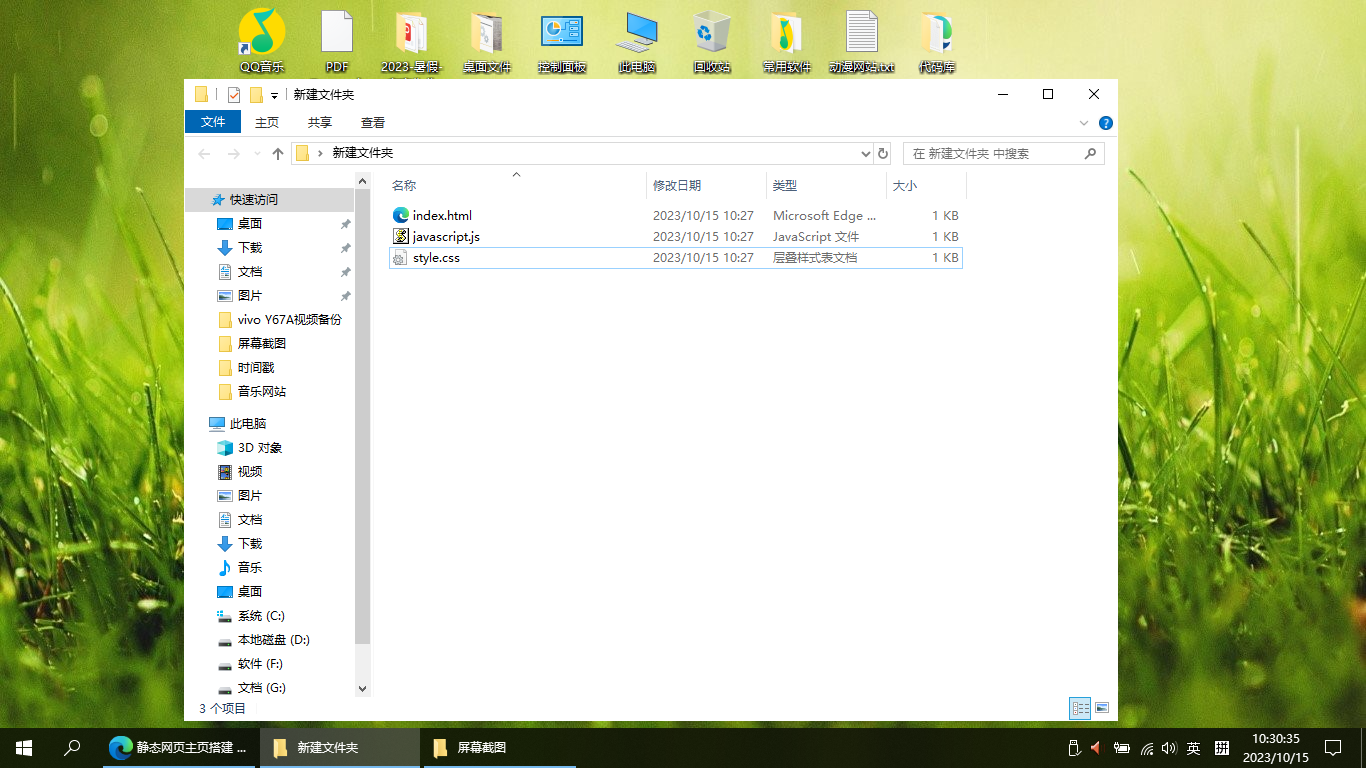 QQ音乐
PDF
2023-暑假-
桌面文件
控制面板
此电脑
回收站
常用软件
动漫网站.txt
代码库
新建文件夹
文件
主页
共享
查看
新建文件夹
在 新建文件夹 中搜索
名称
修改日期
类型
大小
快速访问
桌面
下载
文档
图片
vivo Y67A视频备份
屏幕截图
时间戳
音乐网站
此电脑
3D 对象
视频
图片
文档
下载
音乐
桌面
系统 (C:)
本地磁盘 (D:)
软件 (F:)
文档 (G:)
index.html 2023/10/15 10:27 Microsoft Edge ... 1 KB
javascript.js 2023/10/15 10:27 JavaScript 文件 1 KB
style.css 2023/10/15 10:27 层叠样式表文档 1 KB
3 个项目
静态网页主页搭建 ...
新建文件夹
屏幕截图
英
拼
10:30:35
2023/10/15